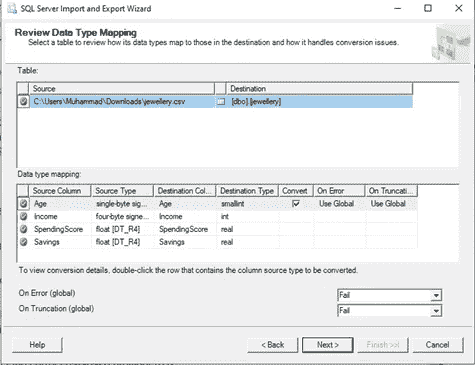 SQL Server Import and Export Wizard
Review Data Type Mapping
Select a table to review how its data types map to those in the destination and how it handles conversion issues.
Table:
Source Destination
C:\Users\Muhammad\Downloads\jewellery.csv [dbo].[jewellery]
Data type mapping:
Source Column Source Type Destination Col... Destination Type Convert On Error On Truncati...
Age single-byte sign... Age smallint Use Global Use Global
Income four-byte signe... Income int
SpendingScore float [DT_R4] SpendingScore real
Savings float [DT_R4] Savings real
To view conversion details, double-click the row that contains the column source type to be converted.
On Error (global) Fail
On Truncation (global) Fail
Help < Back Next > Finish >>| Cancel